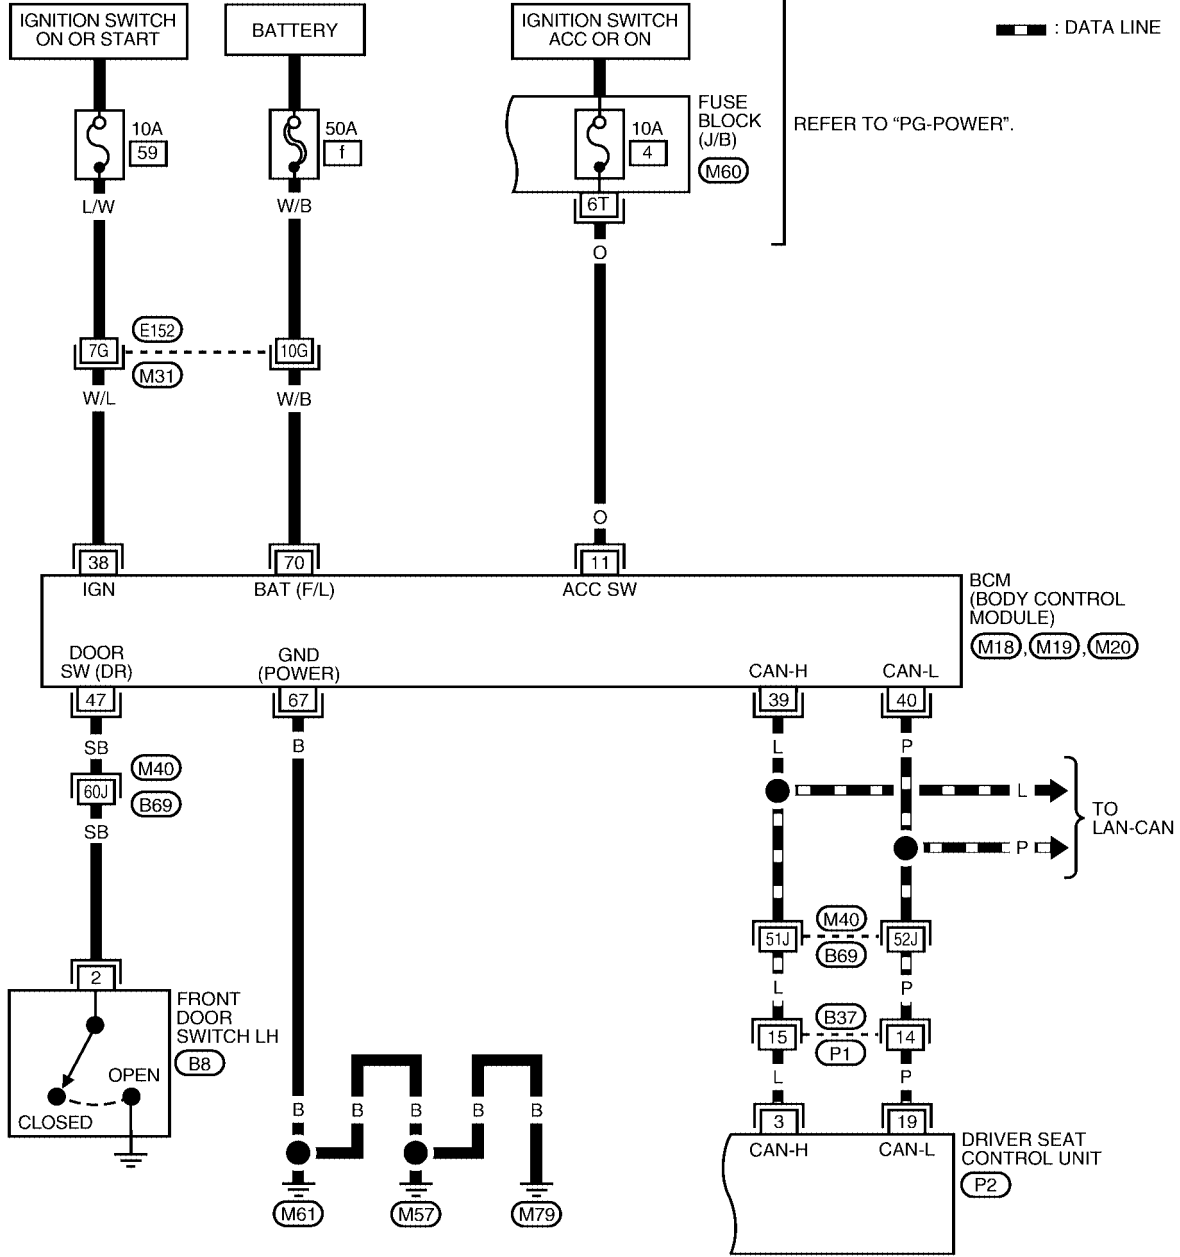 IGNITION SWITCH
ON OR START
BATTERY
IGNITION SWITCH
ACC OR ON
: DATA LINE
10A
59
50A
f
10A
4
FUSE
BLOCK
(J/B)
M60
REFER TO “PG-POWER”.
6T
L/W
W/B
O
7G
E152
M31
10G
W/L
W/B
O
38
70
11
IGN
BAT (F/L)
ACC SW
BCM
(BODY CONTROL
MODULE)
M18 , M19 , M20
DOOR
SW (DR)
GND
(POWER)
CAN-H
CAN-L
47
67
39
40
SB
B
L
P
60J
M40
B69
SB
L
P
TO
LAN-CAN
51J
M40
B69
52J
L
P
2
FRONT
DOOR
SWITCH LH
B8
OPEN
CLOSED
15
B37
P1
14
L
P
B
B
B
B
B
3
19
CAN-H
CAN-L
DRIVER SEAT
CONTROL UNIT
P2
M61
M57
M79